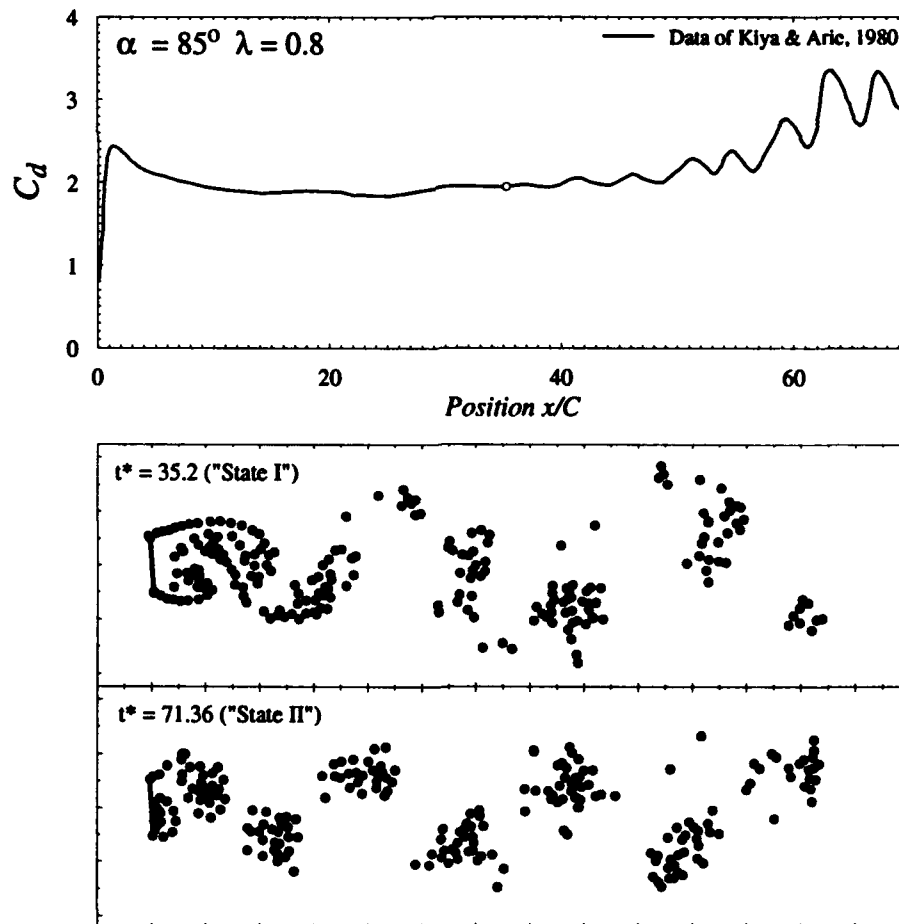 4
α = 85° λ = 0.8
Data of Kiya & Arie, 1980
3
C_d
2
1
0
0 20 40 60
Position x/C
t* = 35.2 ("State I")
t* = 71.36 ("State II")